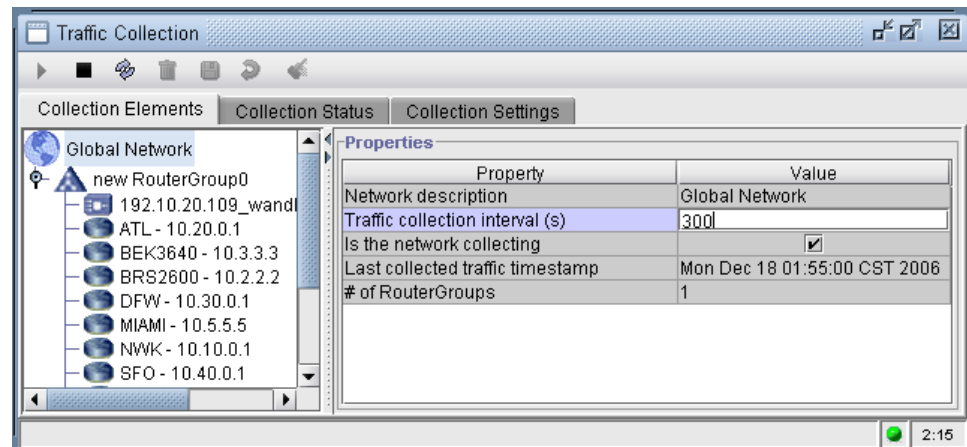 Traffic Collection
Collection Elements Collection Status Collection Settings
Global Network
new RouterGroup0
192.10.20.109_wandl
ATL - 10.20.0.1
BEK3640 - 10.3.3.3
BRS2600 - 10.2.2.2
DFW - 10.30.0.1
MIAMI - 10.5.5.5
NWK - 10.10.0.1
SFO - 10.40.0.1
Properties
Property Value
Network description Global Network
Traffic collection interval (s) 300
Is the network collecting
Last collected traffic timestamp Mon Dec 18 01:55:00 CST 2006
# of RouterGroups 1
2:15